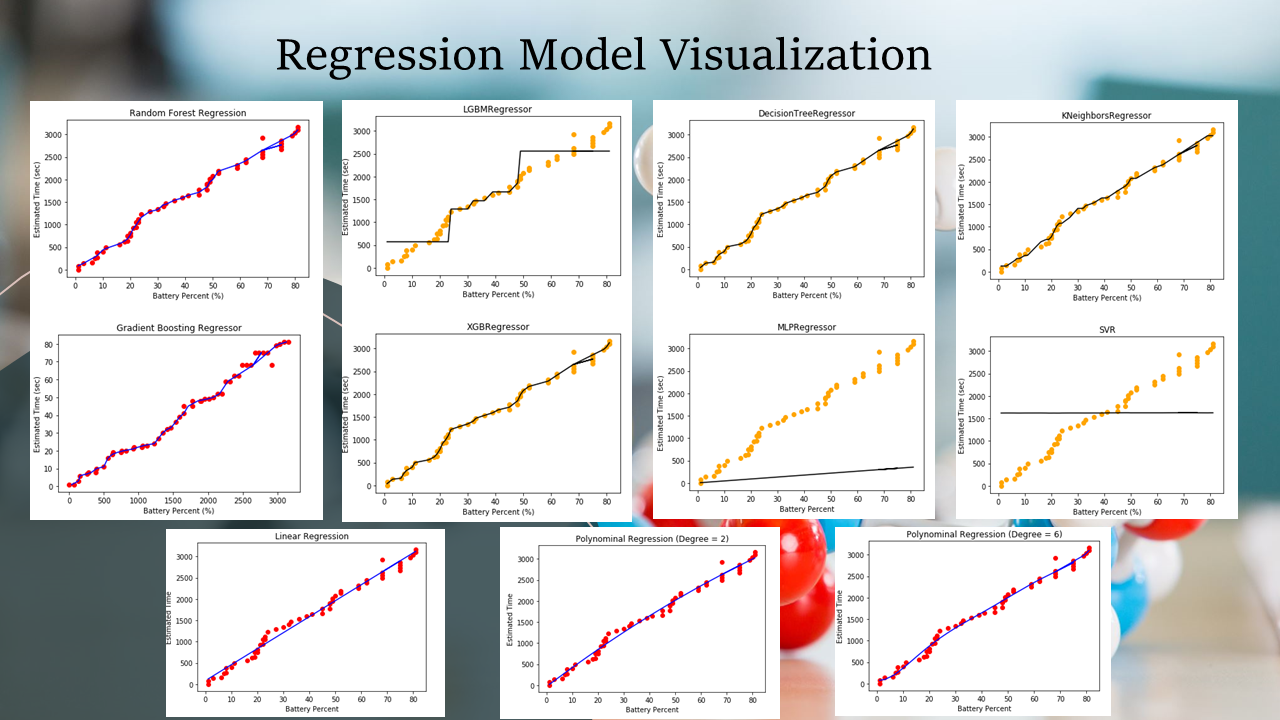 Regression Model Visualization
Random Forest Regression
Estimated Time (sec)
3000
2500
2000
1500
1000
500
0
0 10 20 30 40 50 60 70 80
Battery Percent (%)
LGBMRegressor
Estimated Time (sec)
3000
2500
2000
1500
1000
500
0
0 10 20 30 40 50 60 70 80
Battery Percent (%)
DecisionTreeRegressor
Estimated Time (sec)
3000
2500
2000
1500
1000
500
0
0 10 20 30 40 50 60 70 80
Battery Percent (%)
KNeighborsRegressor
Estimated Time (sec)
3000
2500
2000
1500
1000
500
0
0 10 20 30 40 50 60 70 80
Battery Percent (%)
Gradient Boosting Regressor
Estimated Time (sec)
80
70
60
50
40
30
20
10
0
0 500 1000 1500 2000 2500 3000
Battery Percent (%)
XGBRegressor
Estimated Time (sec)
3000
2500
2000
1500
1000
500
0
0 10 20 30 40 50 60 70 80
Battery Percent (%)
MLPRegressor
Estimated Time (sec)
3000
2500
2000
1500
1000
500
0
0 10 20 30 40 50 60 70 80
Battery Percent
SVR
Estimated Time (sec)
3000
2500
2000
1500
1000
500
0
0 10 20 30 40 50 60 70 80
Battery Percent (%)
Linear Regression
Estimated Time
3000
2500
2000
1500
1000
500
0
0 10 20 30 40 50 60 70 80
Battery Percent
Polynominal Regression (Degree = 2)
Estimated Time
3000
2500
2000
1500
1000
500
0
0 10 20 30 40 50 60 70 80
Battery Percent
Polynominal Regression (Degree = 6)
Estimated Time
3000
2500
2000
1500
1000
500
0
0 10 20 30 40 50 60 70 80
Battery Percent